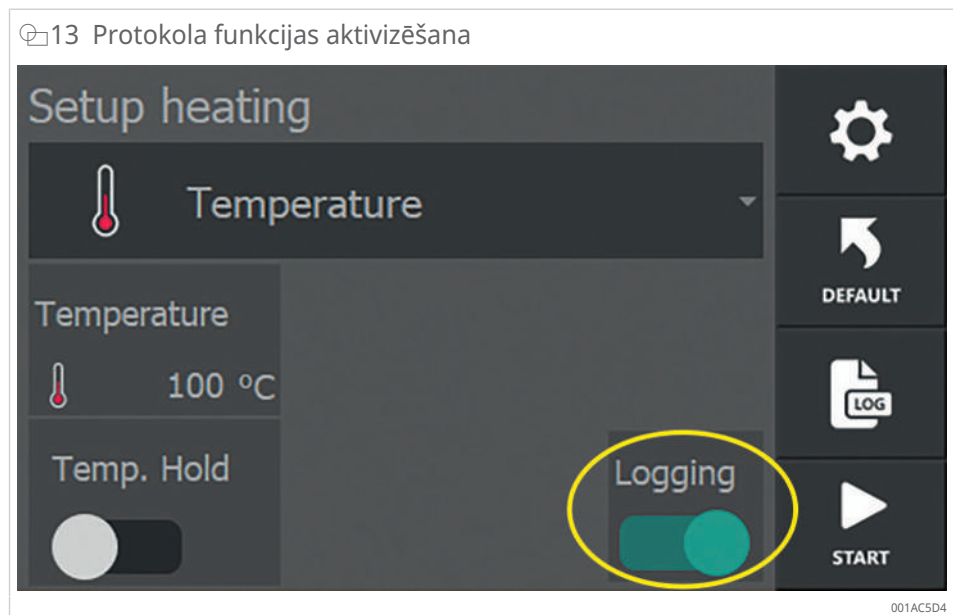 13 Protokola funkcijas aktivizēšana
Setup heating
Temperature
DEFAULT
Temperature
100 °C
LOG
Temp. Hold
Logging
START
001AC5D4